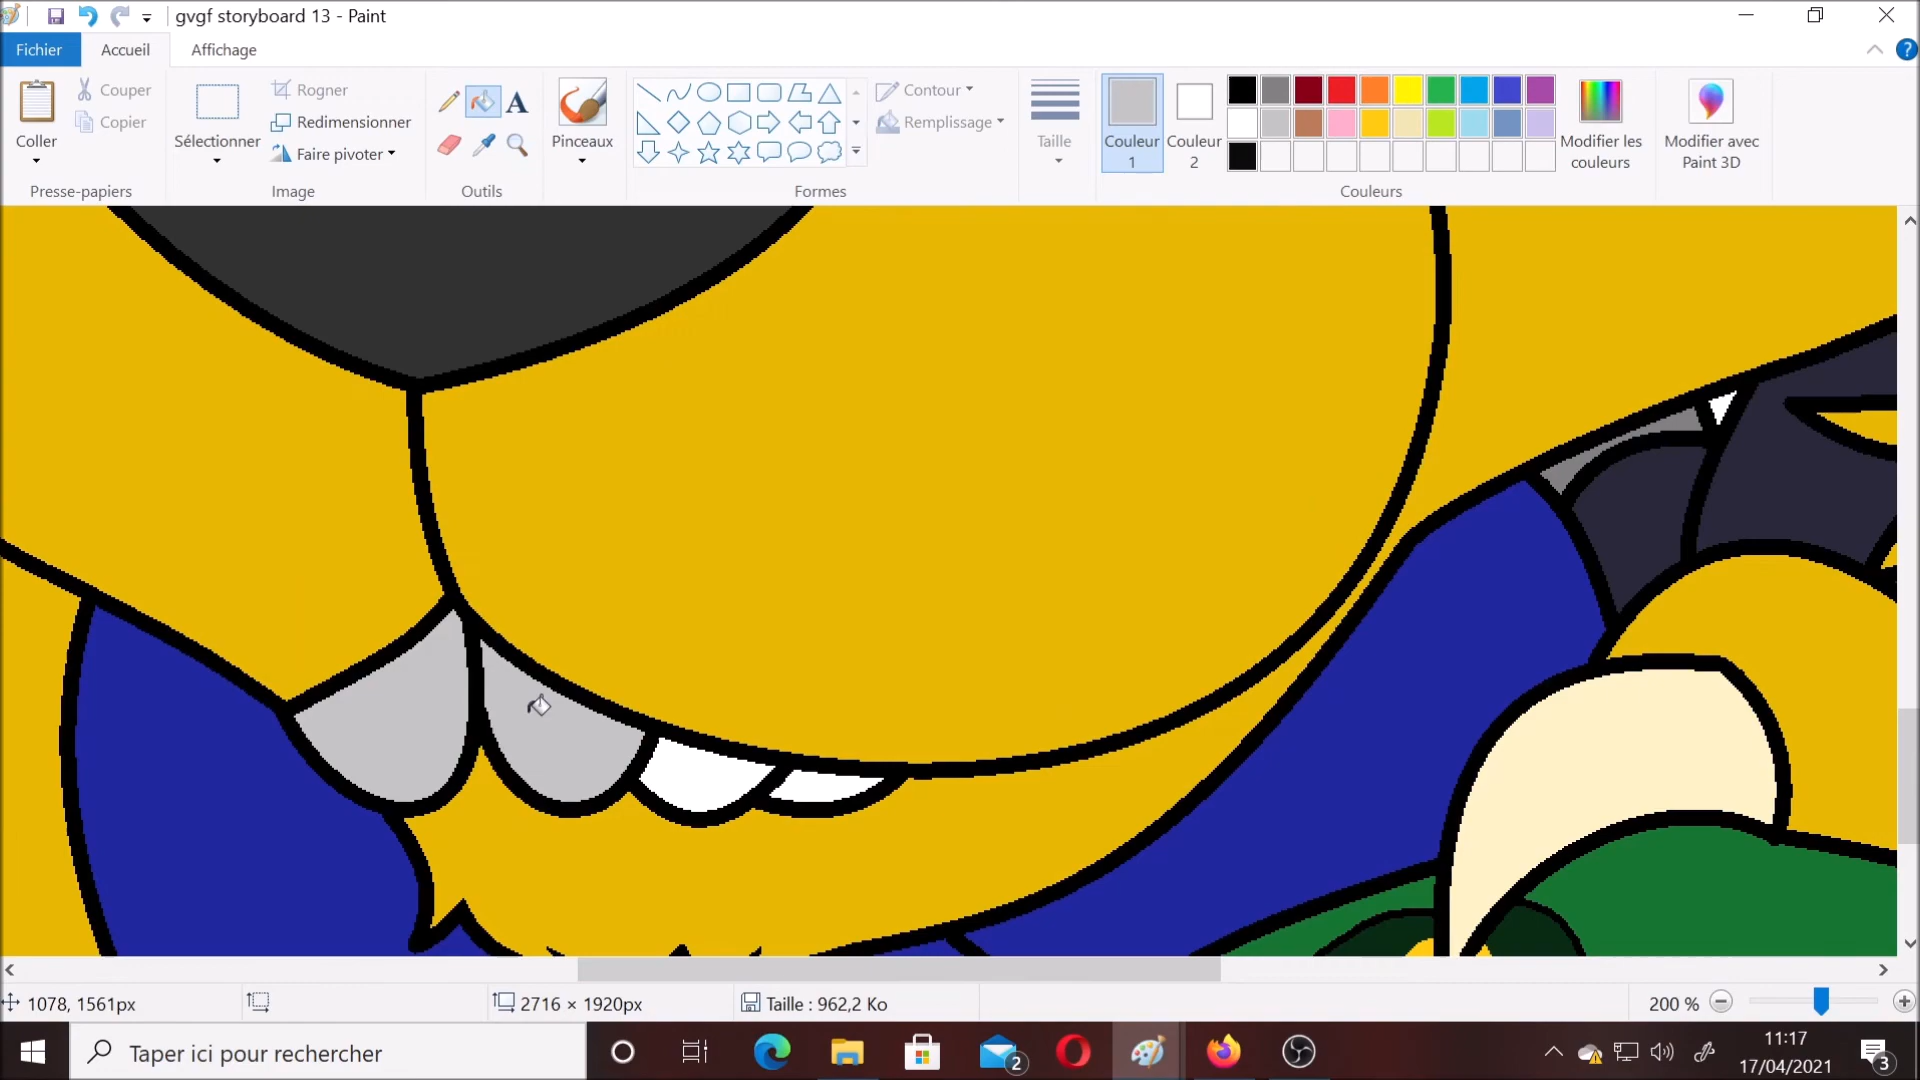 gvgf storyboard 13 - Paint
Fichier
Accueil
Affichage
Coller
Couper
Copier
Presse-papiers
Sélectionner
Rogner
Redimensionner
Faire pivoter
Image
A
Outils
Pinceaux
Formes
Contour
Remplissage
Taille
Couleur 1
Couleur 2
Couleurs
Modifier les couleurs
Modifier avec Paint 3D
1078, 1561px
2716 × 1920px
Taille : 962,2 Ko
200 %
Taper ici pour rechercher
2
11:17
17/04/2021
3